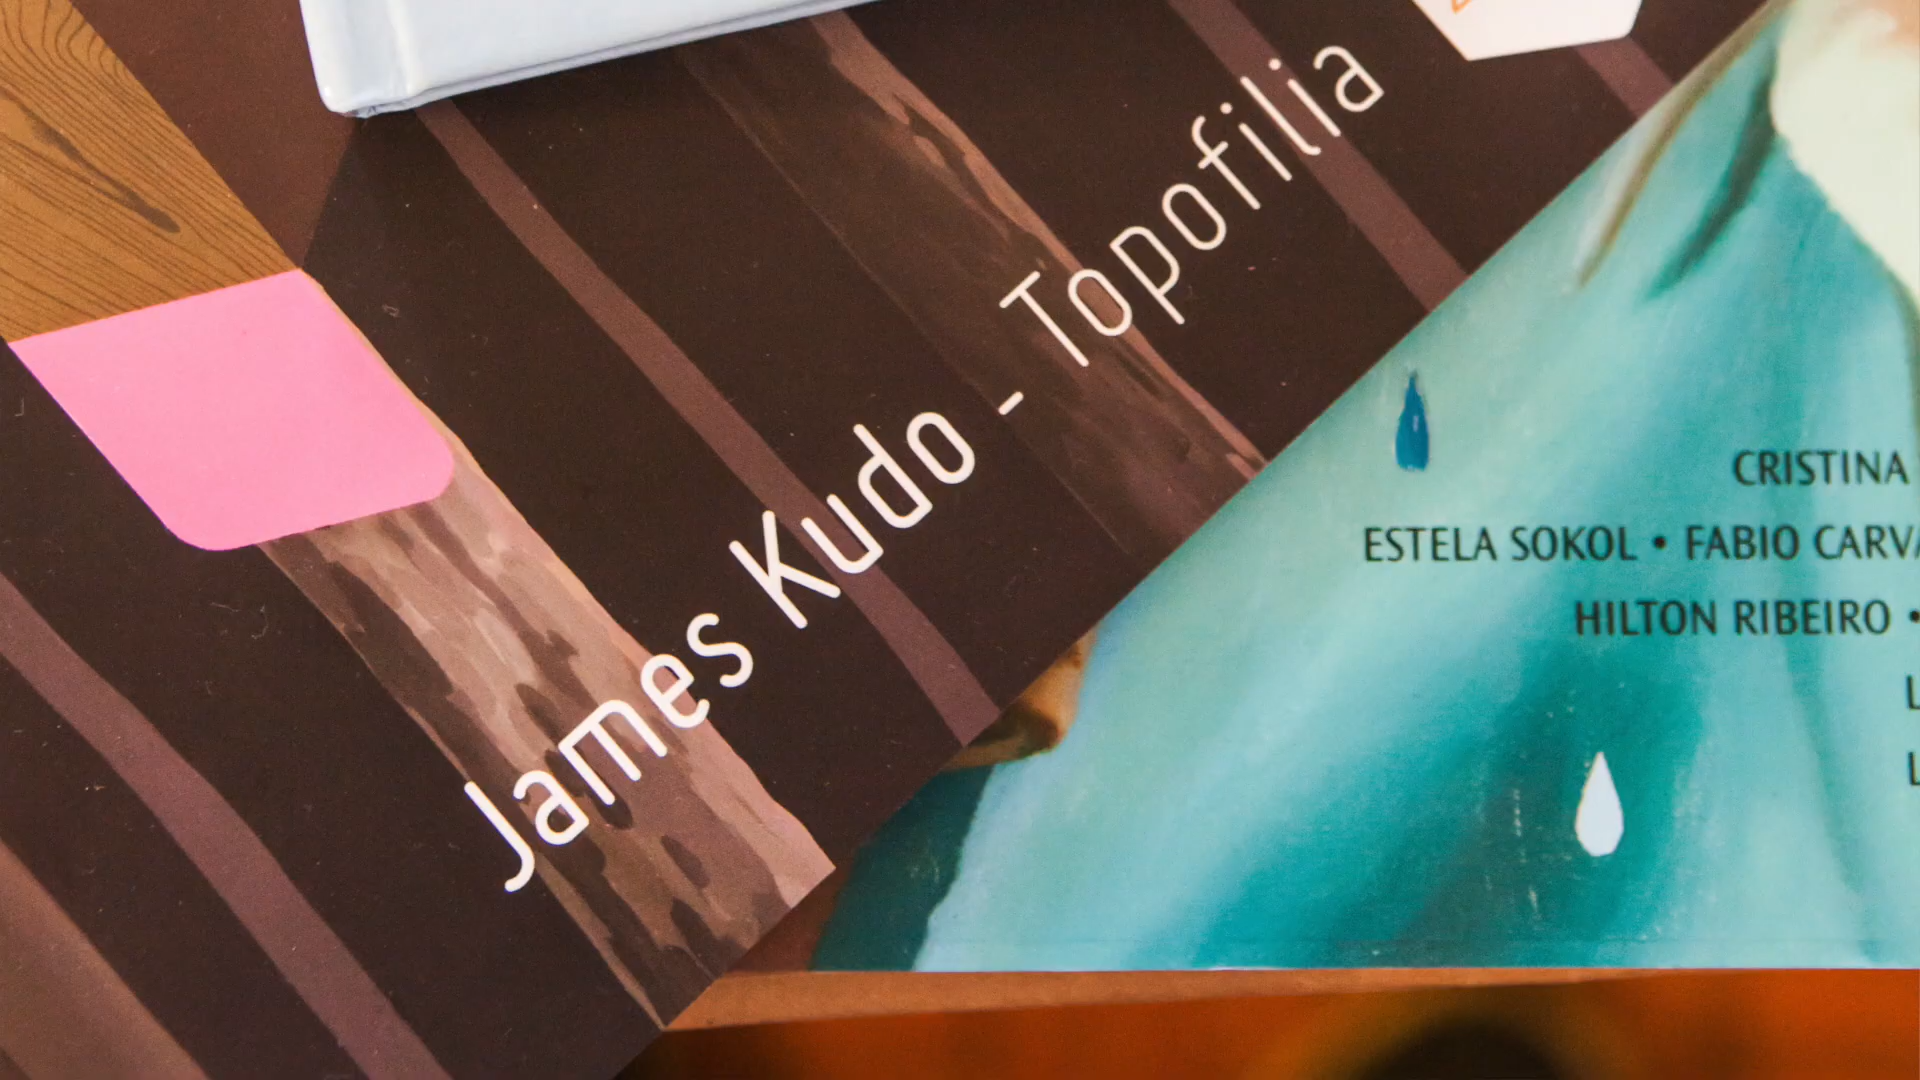 James Kudo - Topofilia
CRISTINA
ESTELA SOKOL • FABIO CARVA
HILTON RIBEIRO •
L
L